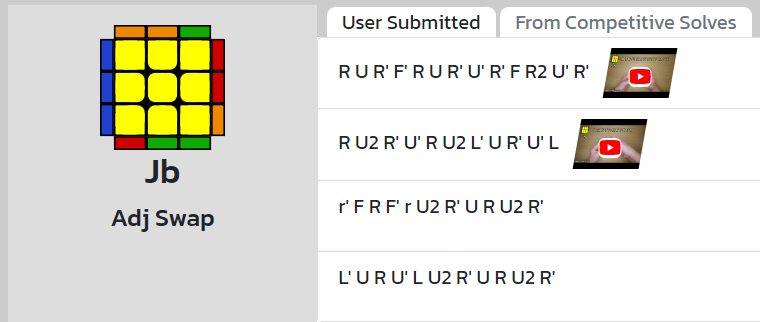 User Submitted
From Competitive Solves
Jb
Adj Swap
R U R' F' R U R' U' R' F R2 U' R'
R U2 R' U' R U2 L' U R' U' L
r' F R F' r U2 R' U R U2 R'
L' U R U' L U2 R' U R U2 R'